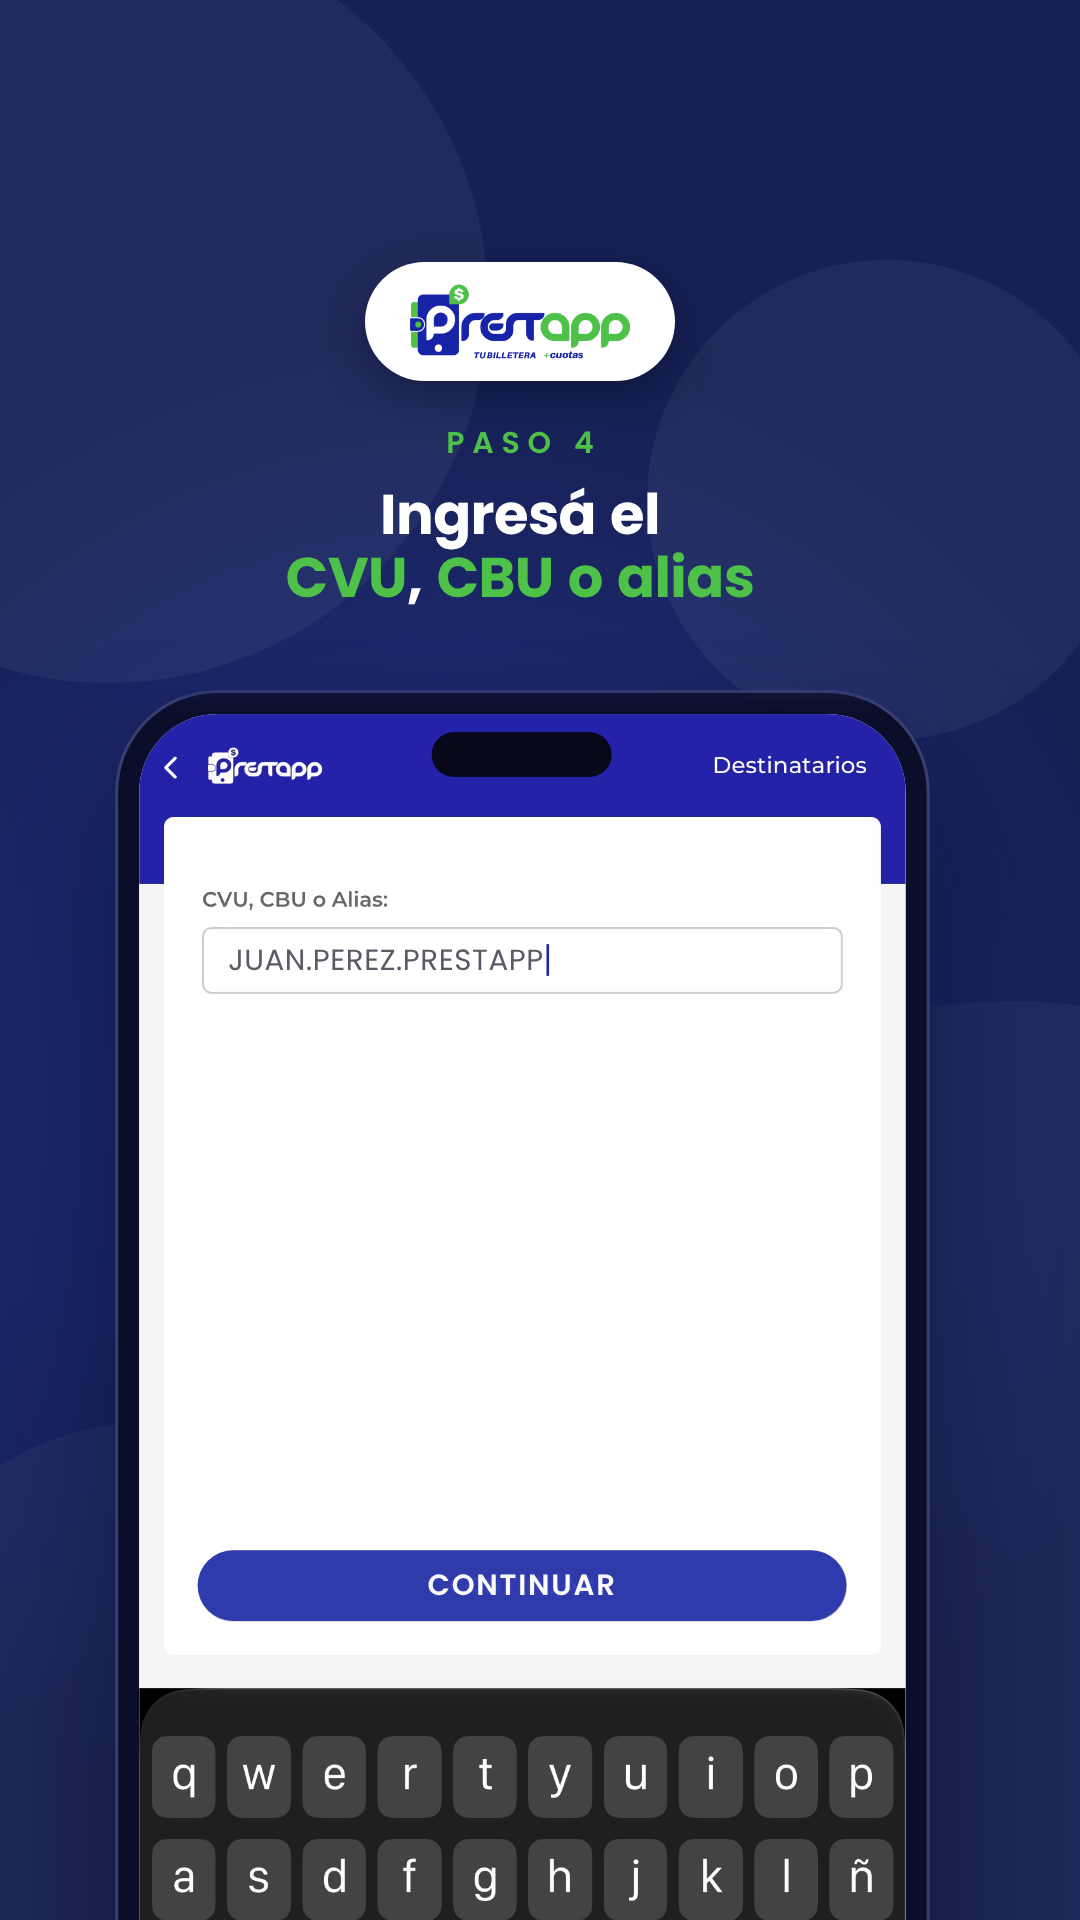 $
Prestapp
TU BILLETERA +cuotas
PASO 4
Ingresá el
CVU, CBU o alias
$
Prestapp
Destinatarios
CVU, CBU o Alias:
JUAN.PEREZ.PRESTAPP
CONTINUAR
q w e r t y u i o p
a s d f g h j k l ñ